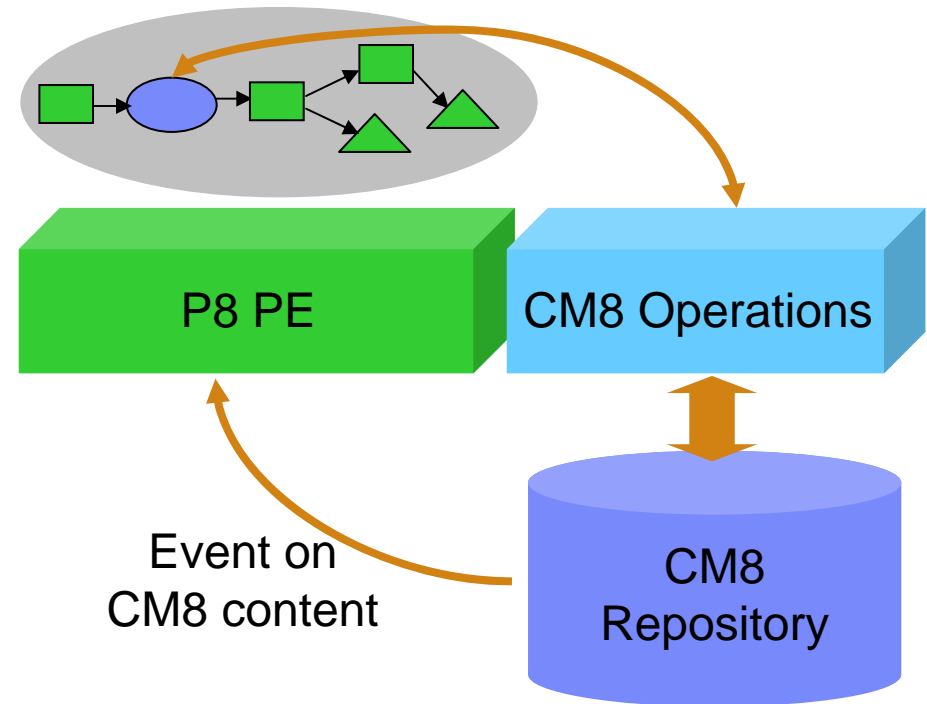 P8 PE
CM8 Operations
Event on
CM8 content
CM8
Repository